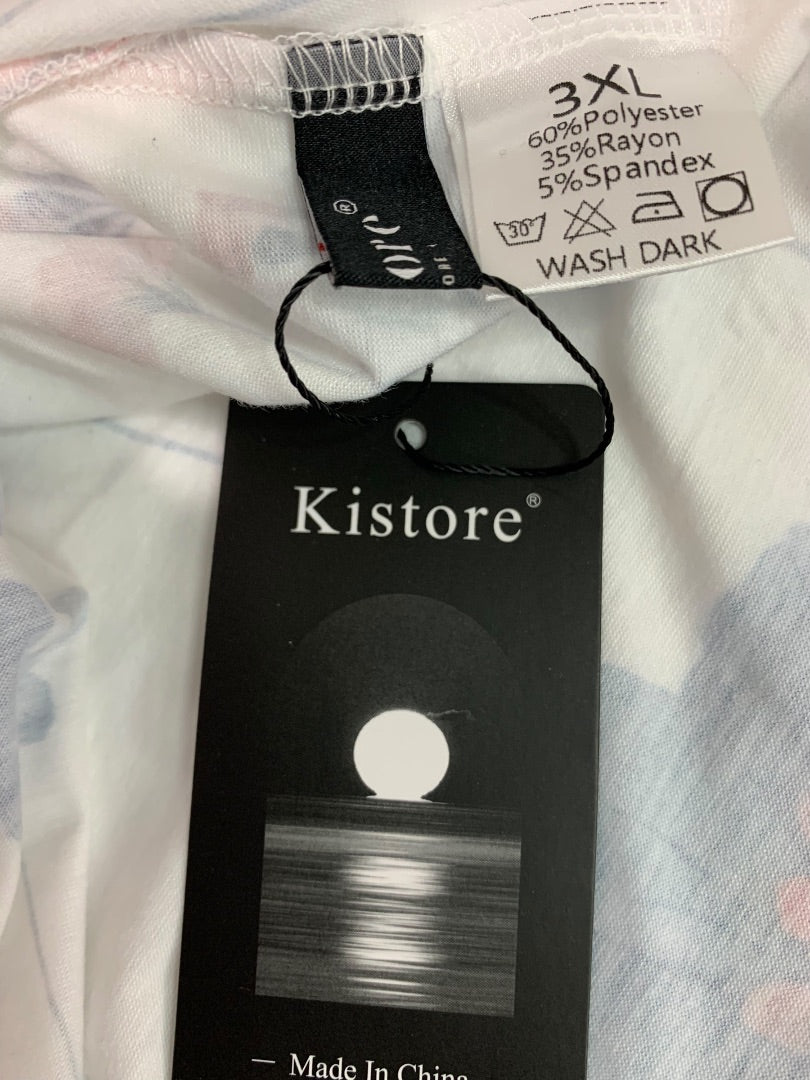 3XL
60%Polyester
35%Rayon
5%Spandex
30°
WASH DARK
®
Kistore®
— Made In China